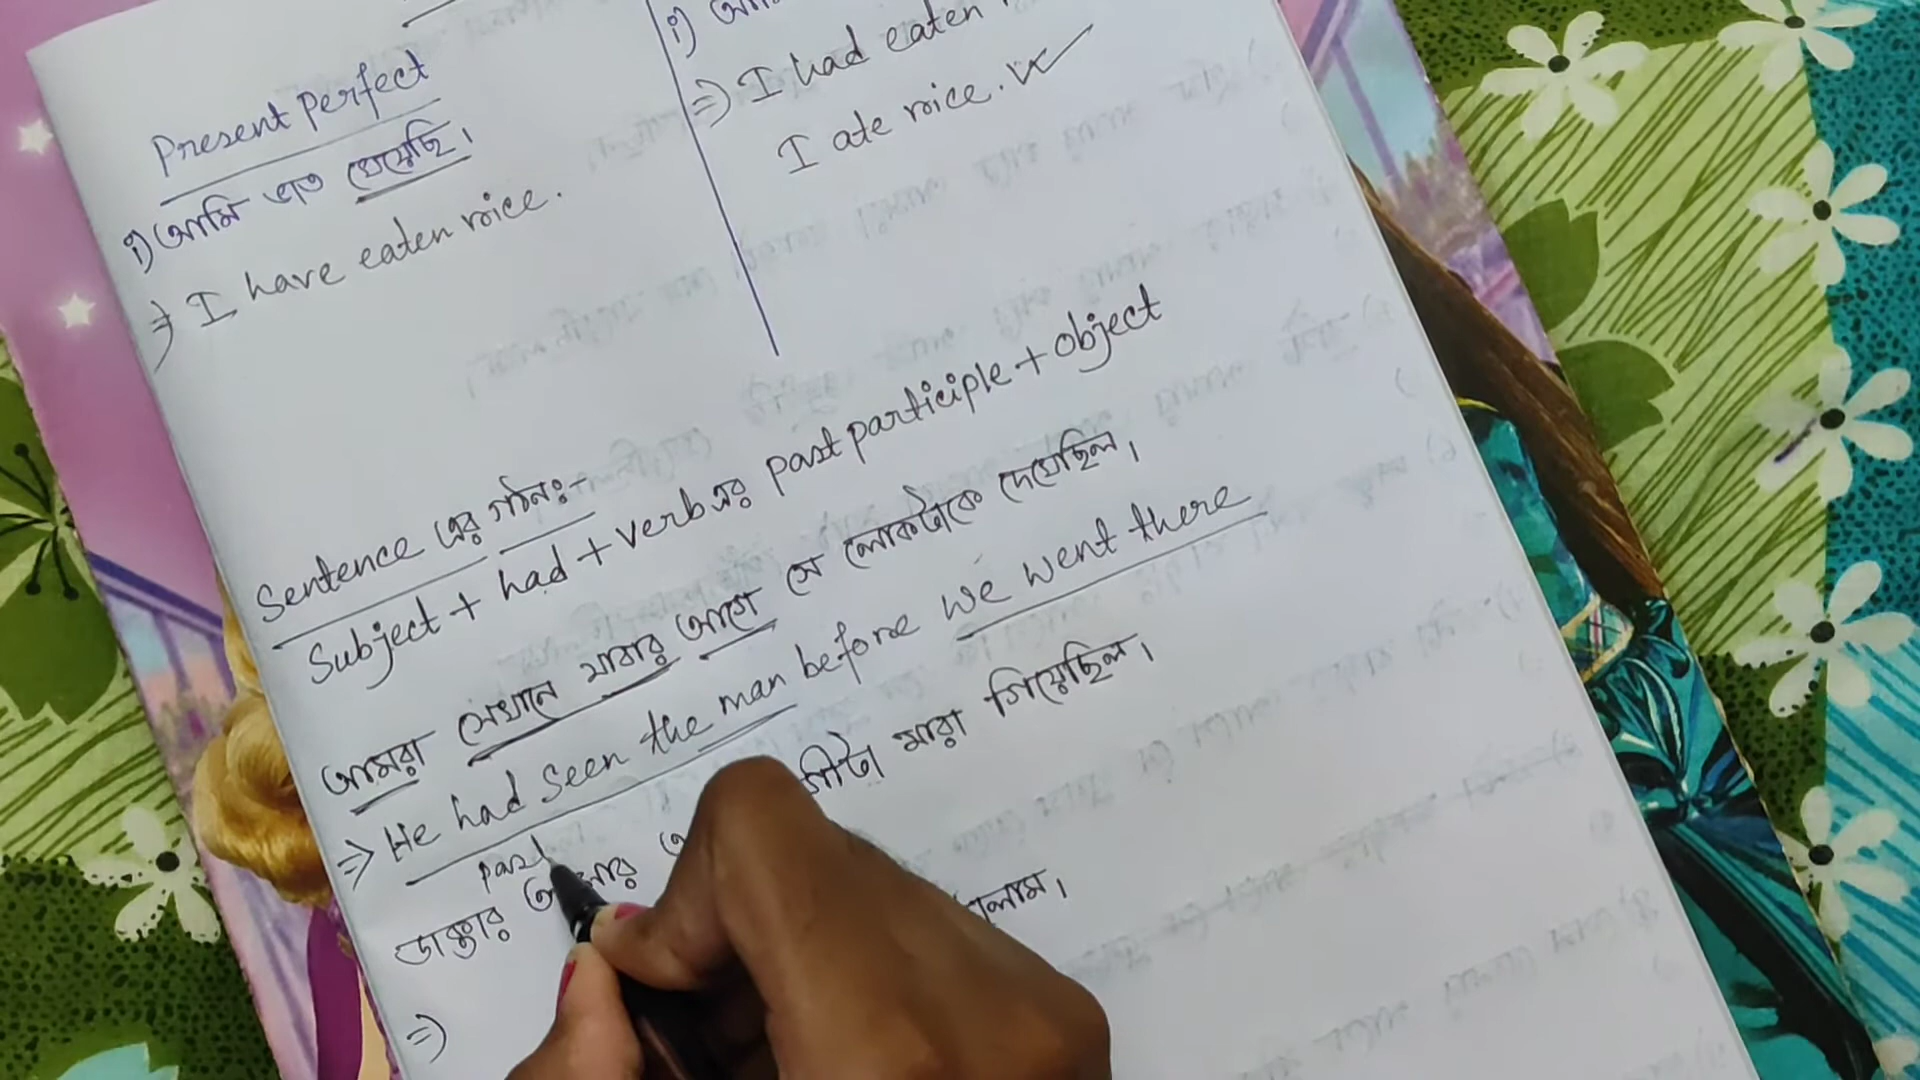 Present Perfect
i) আমি ভাত খেয়েছি।
⇒ I have eaten rice.
i)
⇒ I had eaten
I ate rice.
Sentence এর গঠন:-
Subject + had + verb এর past participle + object
আমরা সেখানে যাবার আগে সে লোকটাকে দেখেছিল।
⇒ He had seen the man before we went there
past
ডাক্তার আসার মারা গিয়েছিল।
⇒